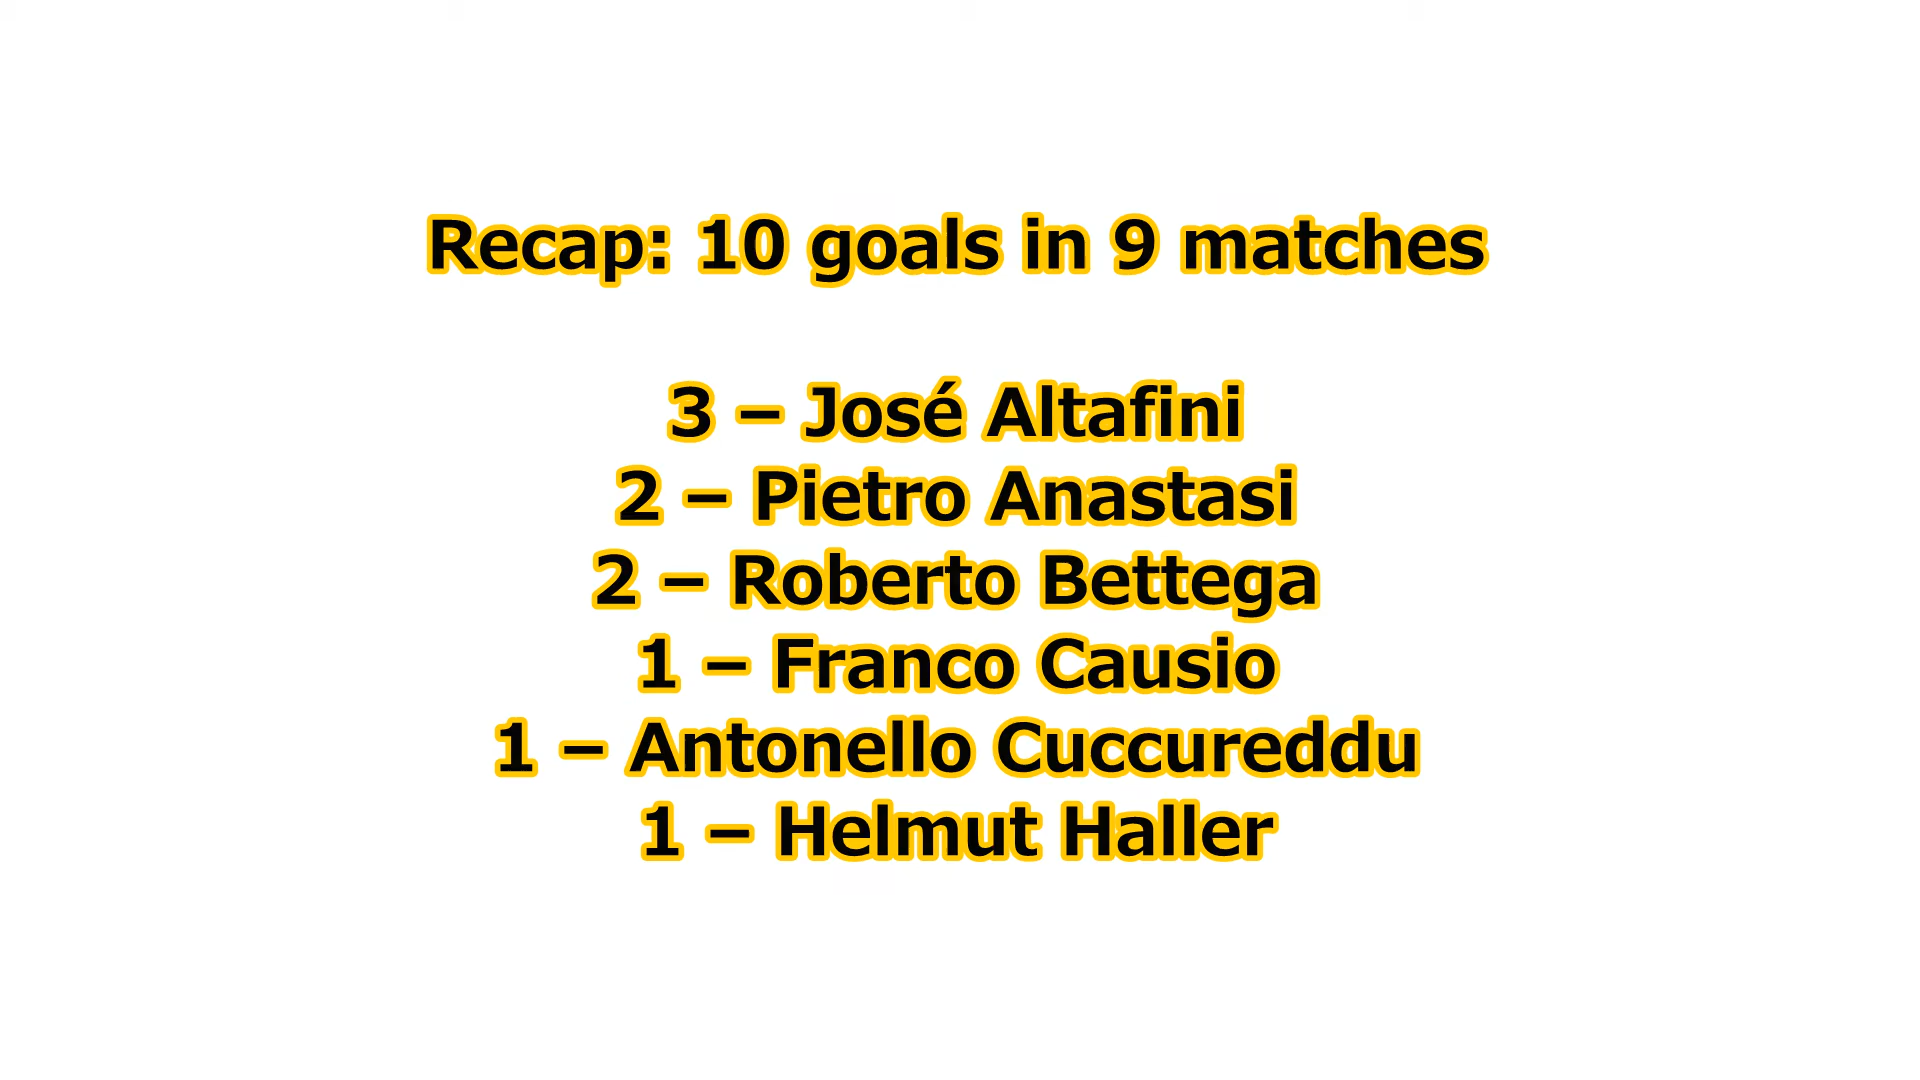 Recap: 10 goals in 9 matches
3 – José Altafini
2 – Pietro Anastasi
2 – Roberto Bettega
1 – Franco Causio
1 – Antonello Cuccureddu
1 – Helmut Haller